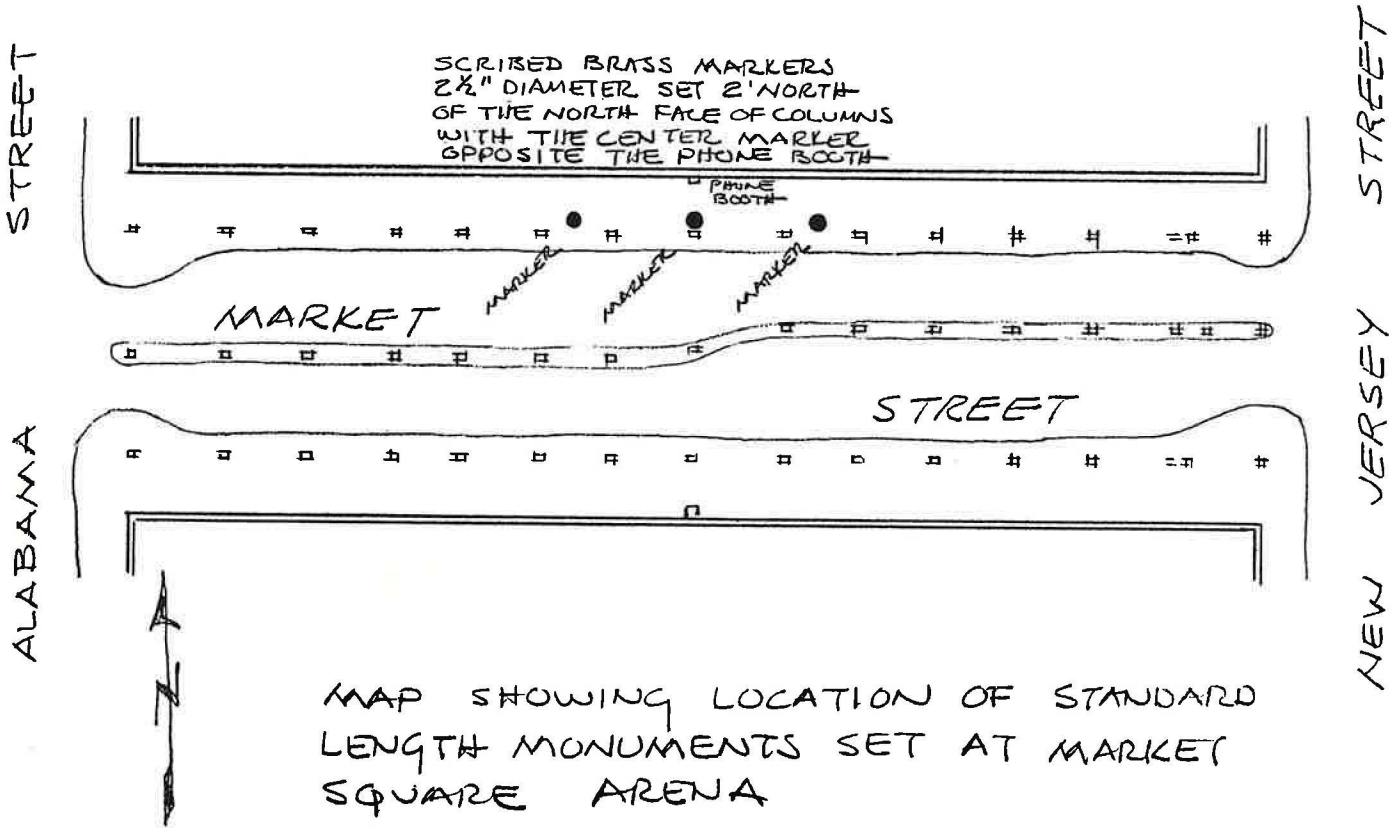 SCRIBED BRASS MARKERS
2½" DIAMETER SET 2' NORTH
OF THE NORTH FACE OF COLUMNS
WITH THE CENTER MARKER
OPPOSITE THE PHONE BOOTH
PHONE
BOOTH
MARKER
MARKER
MARKER
MARKET
STREET
ALABAMA
STREET
NEW JERSEY
STREET
N
MAP SHOWING LOCATION OF STANDARD
LENGTH MONUMENTS SET AT MARKET
SQUARE ARENA